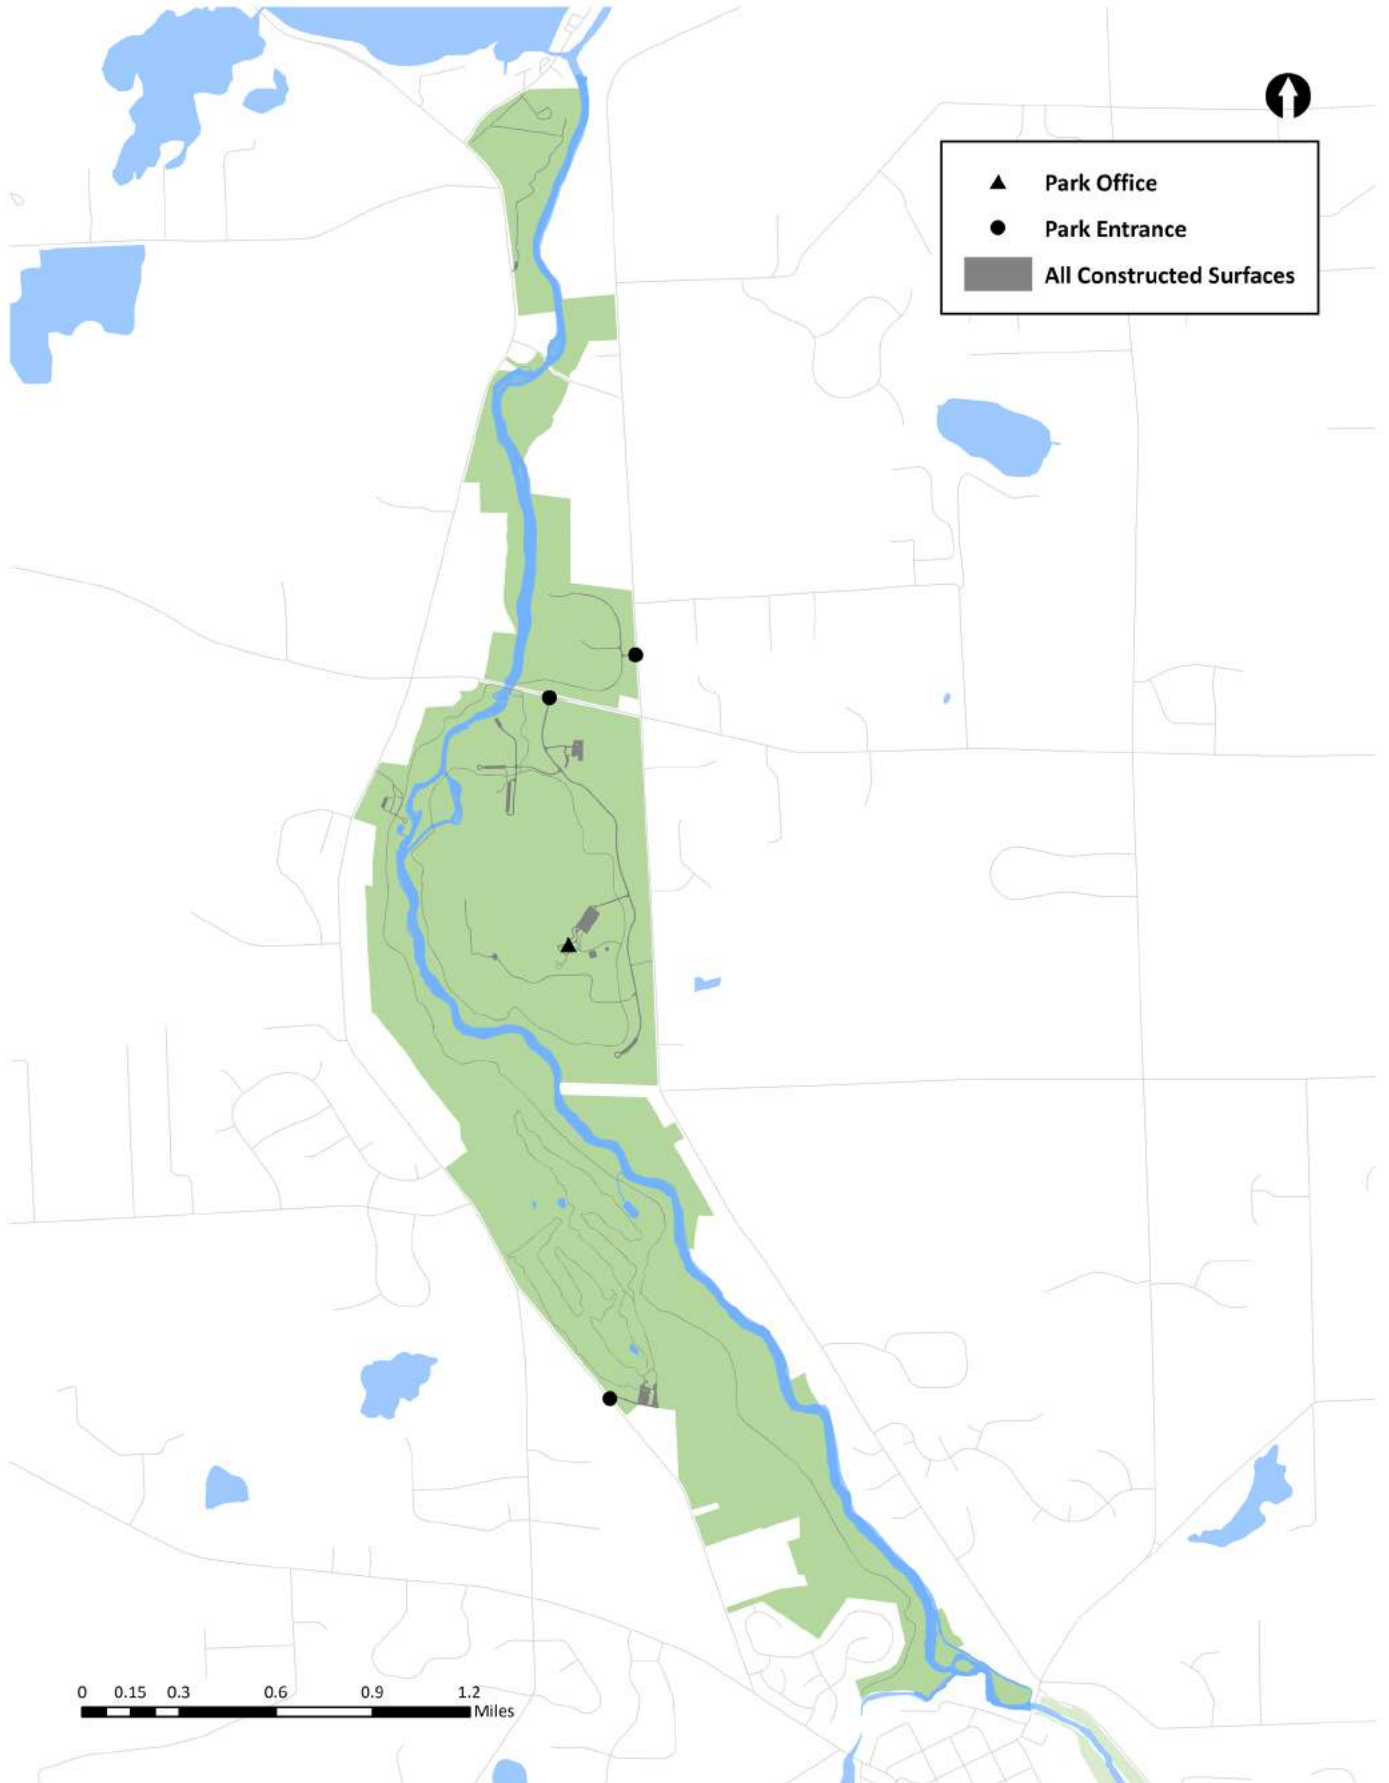 Park Office
Park Entrance
All Constructed Surfaces
0 0.15 0.3 0.6 0.9 1.2
Miles